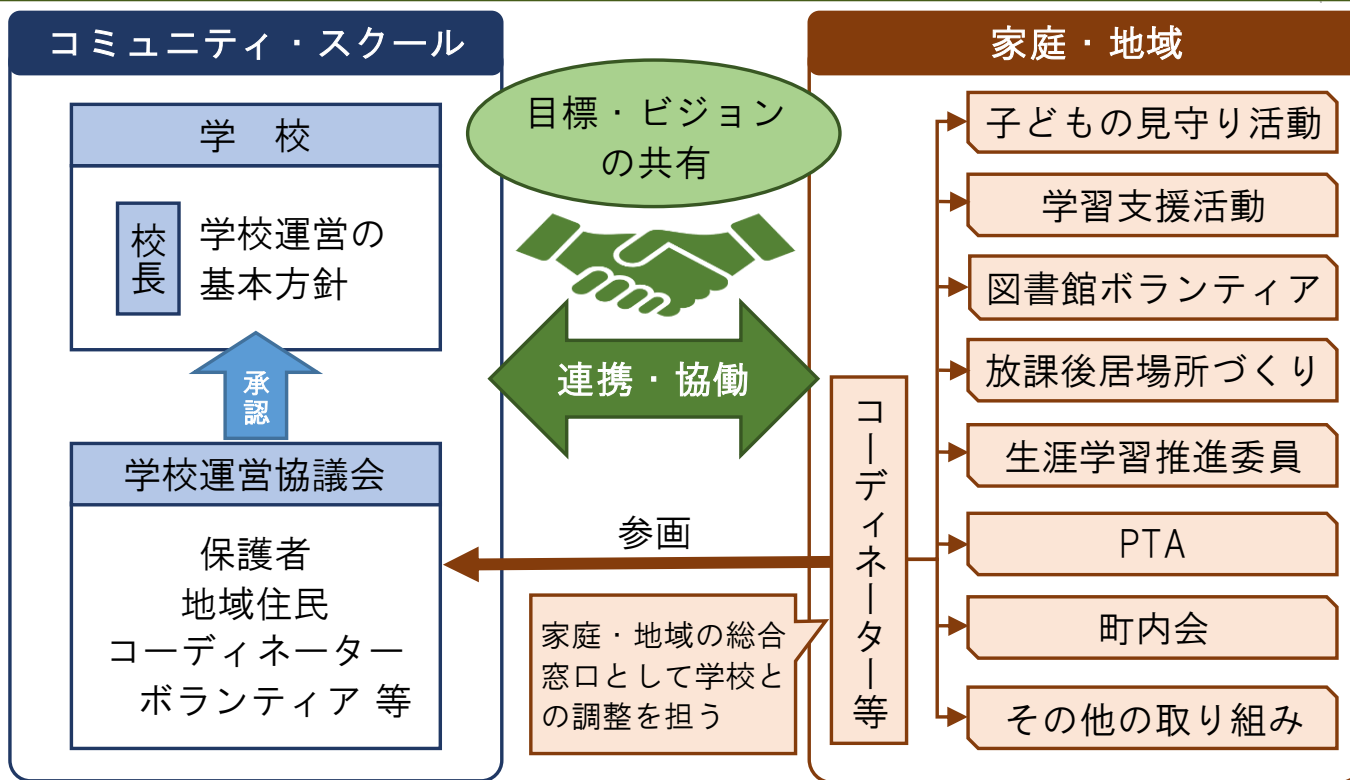 コミュニティ・スクール
学 校
校長
学校運営の
基本方針
承認
学校運営協議会
保護者
地域住民
コーディネーター
ボランティア 等
目標・ビジョン
の共有
連携・協働
参画
家庭・地域の総合
窓口として学校と
の調整を担う
家庭・地域
コーディネーター等
子どもの見守り活動
学習支援活動
図書館ボランティア
放課後居場所づくり
生涯学習推進委員
PTA
町内会
その他の取り組み